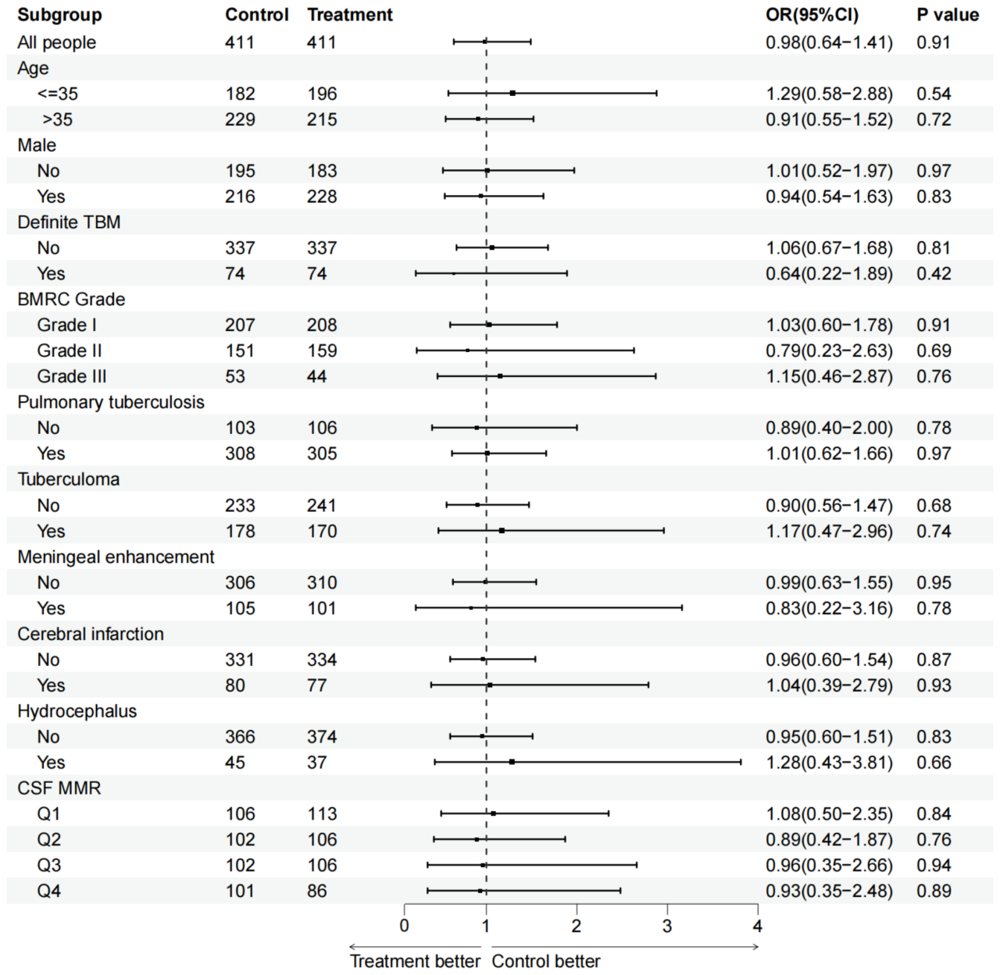 Subgroup Control Treatment OR(95%CI) P value
All people 411 411 0.98(0.64−1.41) 0.91
Age
<=35 182 196 1.29(0.58−2.88) 0.54
>35 229 215 0.91(0.55−1.52) 0.72
Male
No 195 183 1.01(0.52−1.97) 0.97
Yes 216 228 0.94(0.54−1.63) 0.83
Definite TBM
No 337 337 1.06(0.67−1.68) 0.81
Yes 74 74 0.64(0.22−1.89) 0.42
BMRC Grade
Grade I 207 208 1.03(0.60−1.78) 0.91
Grade II 151 159 0.79(0.23−2.63) 0.69
Grade III 53 44 1.15(0.46−2.87) 0.76
Pulmonary tuberculosis
No 103 106 0.89(0.40−2.00) 0.78
Yes 308 305 1.01(0.62−1.66) 0.97
Tuberculoma
No 233 241 0.90(0.56−1.47) 0.68
Yes 178 170 1.17(0.47−2.96) 0.74
Meningeal enhancement
No 306 310 0.99(0.63−1.55) 0.95
Yes 105 101 0.83(0.22−3.16) 0.78
Cerebral infarction
No 331 334 0.96(0.60−1.54) 0.87
Yes 80 77 1.04(0.39−2.79) 0.93
Hydrocephalus
No 366 374 0.95(0.60−1.51) 0.83
Yes 45 37 1.28(0.43−3.81) 0.66
CSF MMR
Q1 106 113 1.08(0.50−2.35) 0.84
Q2 102 106 0.89(0.42−1.87) 0.76
Q3 102 106 0.96(0.35−2.66) 0.94
Q4 101 86 0.93(0.35−2.48) 0.89
0 1 2 3 4
Treatment better Control better